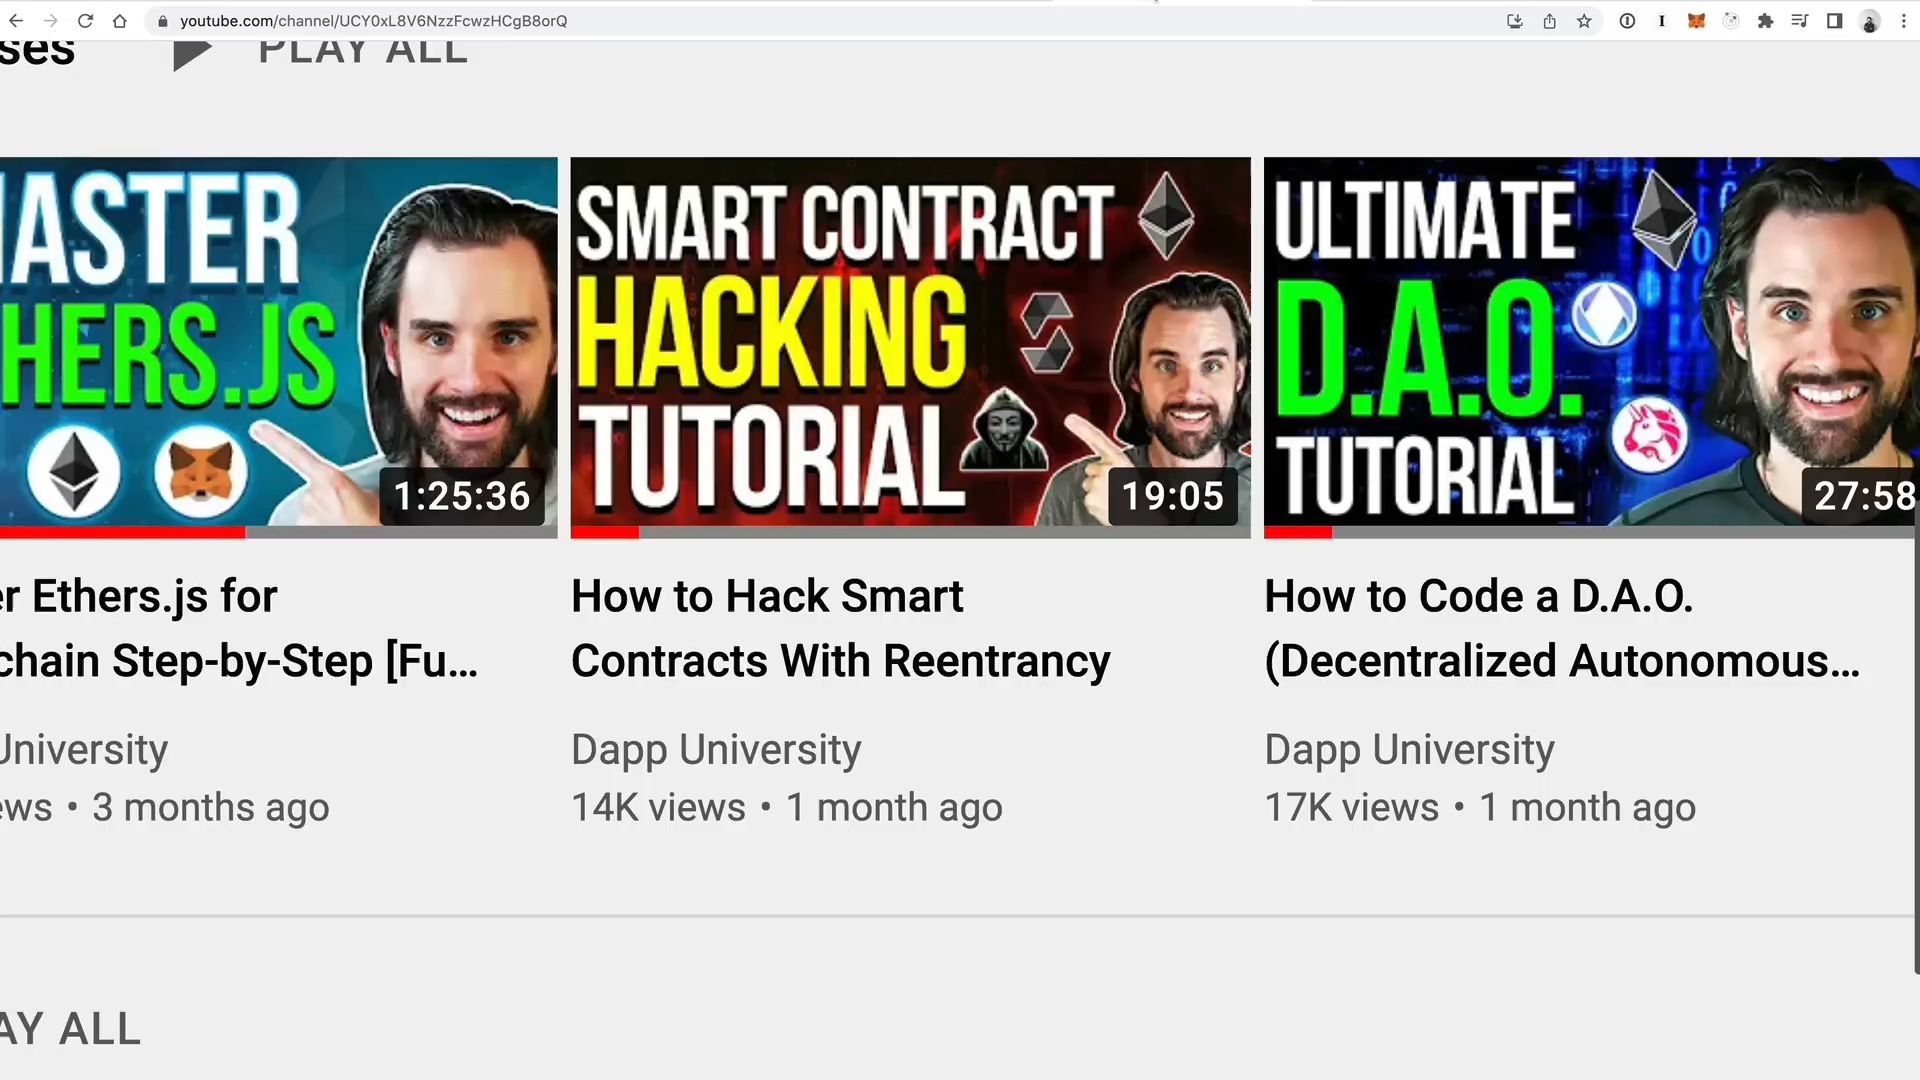 youtube.com/channel/UCY0xL8V6NzzFcwzHCgB8orQ
ses PLAY ALL
MASTER
HERS.JS
1:25:36
SMART CONTRACT
HACKING
TUTORIAL
19:05
ULTIMATE
D.A.O.
TUTORIAL
27:58
er Ethers.js for
chain Step-by-Step [Fu...
University
ews • 3 months ago
How to Hack Smart
Contracts With Reentrancy
Dapp University
14K views • 1 month ago
How to Code a D.A.O.
(Decentralized Autonomous...
Dapp University
17K views • 1 month ago
AY ALL